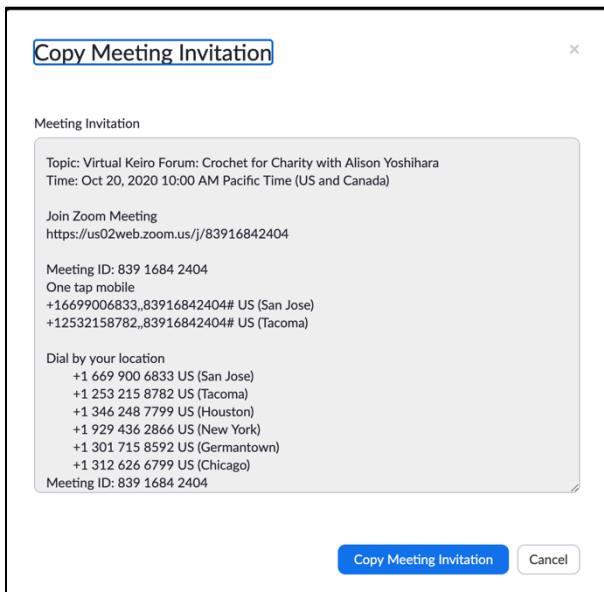 Copy Meeting Invitation
×
Meeting Invitation
Topic: Virtual Keiro Forum: Crochet for Charity with Alison Yoshihara
Time: Oct 20, 2020 10:00 AM Pacific Time (US and Canada)
Join Zoom Meeting
https://us02web.zoom.us/j/83916842404
Meeting ID: 839 1684 2404
One tap mobile
+16699006833,,83916842404# US (San Jose)
+12532158782,,83916842404# US (Tacoma)
Dial by your location
+1 669 900 6833 US (San Jose)
+1 253 215 8782 US (Tacoma)
+1 346 248 7799 US (Houston)
+1 929 436 2866 US (New York)
+1 301 715 8592 US (Germantown)
+1 312 626 6799 US (Chicago)
Meeting ID: 839 1684 2404
Copy Meeting Invitation Cancel